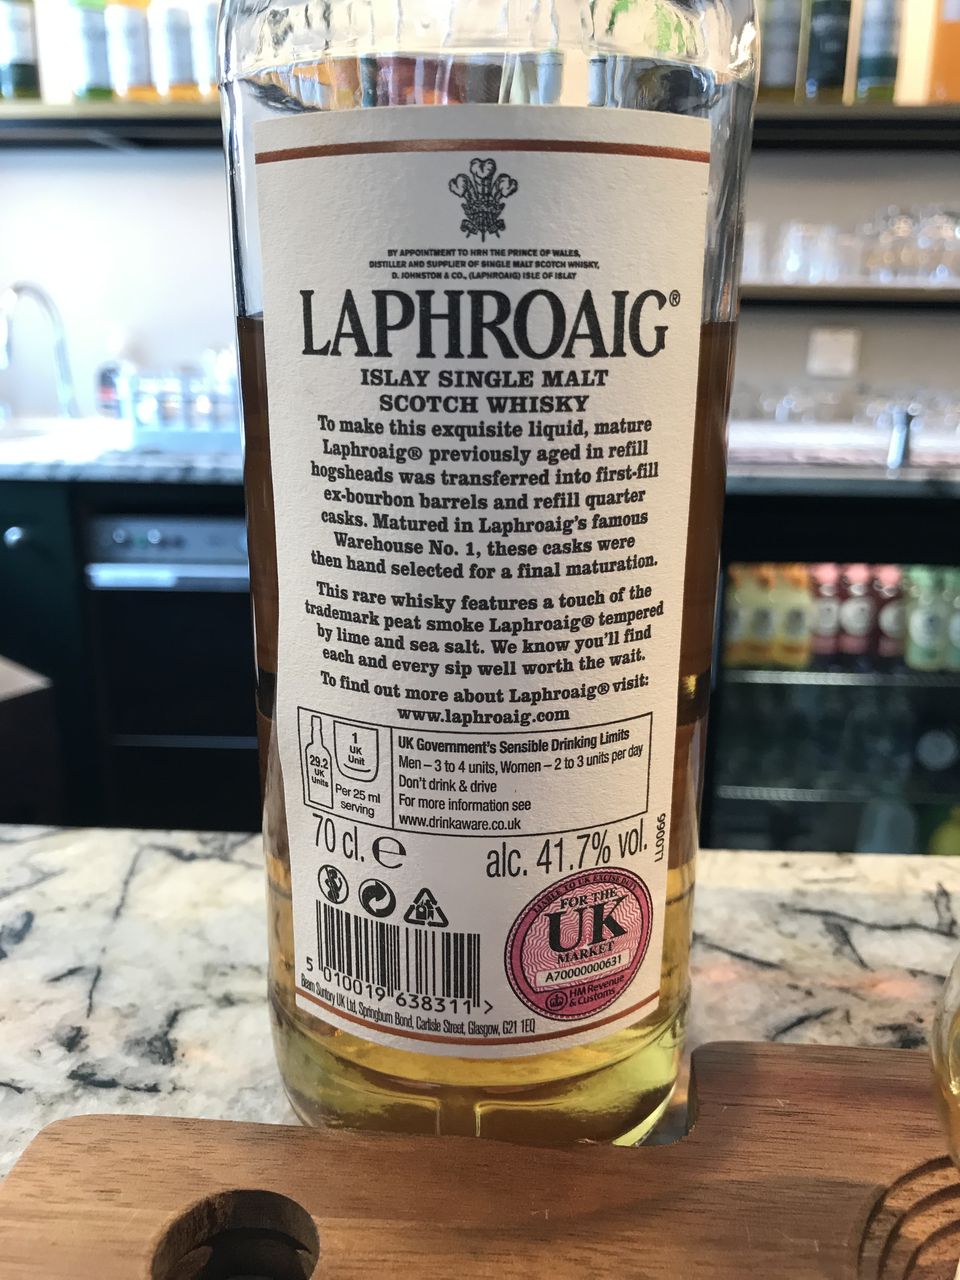 BY APPOINTMENT TO HRH THE PRINCE OF WALES,
DISTILLER AND SUPPLIER OF SINGLE MALT SCOTCH WHISKY,
D. JOHNSTON & CO., (LAPHROAIG) ISLE OF ISLAY
LAPHROAIG®
ISLAY SINGLE MALT
SCOTCH WHISKY
To make this exquisite liquid, mature
Laphroaig® previously aged in refill
hogsheads was transferred into first-fill
ex-bourbon barrels and refill quarter
casks. Matured in Laphroaig's famous
Warehouse No. 1, these casks were
then hand selected for a final maturation.
This rare whisky features a touch of the
trademark peat smoke Laphroaig® tempered
by lime and sea salt. We know you'll find
each and every sip well worth the wait.
To find out more about Laphroaig® visit:
www.laphroaig.com
29.2
UK
Units
1
UK
Unit
Per 25 ml
serving
UK Government's Sensible Drinking Limits
Men – 3 to 4 units, Women – 2 to 3 units per day
Don't drink & drive
For more information see
www.drinkaware.co.uk
70 cl. e
alc. 41.7% vol.
LL0066
LIABLE TO UK EXCISE DUTY
FOR THE
UK
MARKET
A70000000631
HM Revenue
& Customs
5 010019 638311 >
Beam Suntory UK Ltd, Springburn Bond, Carlisle Street, Glasgow, G21 1EQ